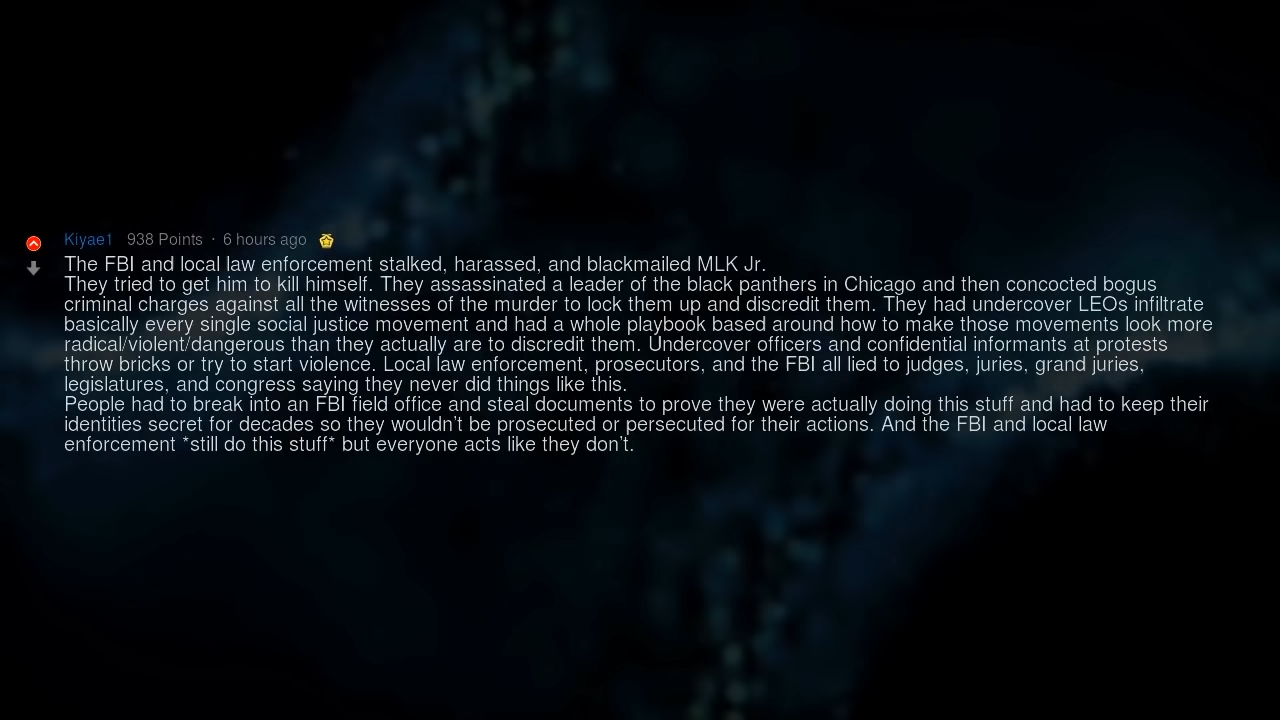 Kiyae1 938 Points · 6 hours ago
The FBI and local law enforcement stalked, harassed, and blackmailed MLK Jr.
They tried to get him to kill himself. They assassinated a leader of the black panthers in Chicago and then concocted bogus
criminal charges against all the witnesses of the murder to lock them up and discredit them. They had undercover LEOs infiltrate
basically every single social justice movement and had a whole playbook based around how to make those movements look more
radical/violent/dangerous than they actually are to discredit them. Undercover officers and confidential informants at protests
throw bricks or try to start violence. Local law enforcement, prosecutors, and the FBI all lied to judges, juries, grand juries,
legislatures, and congress saying they never did things like this.
People had to break into an FBI field office and steal documents to prove they were actually doing this stuff and had to keep their
identities secret for decades so they wouldn't be prosecuted or persecuted for their actions. And the FBI and local law
enforcement *still do this stuff* but everyone acts like they don't.